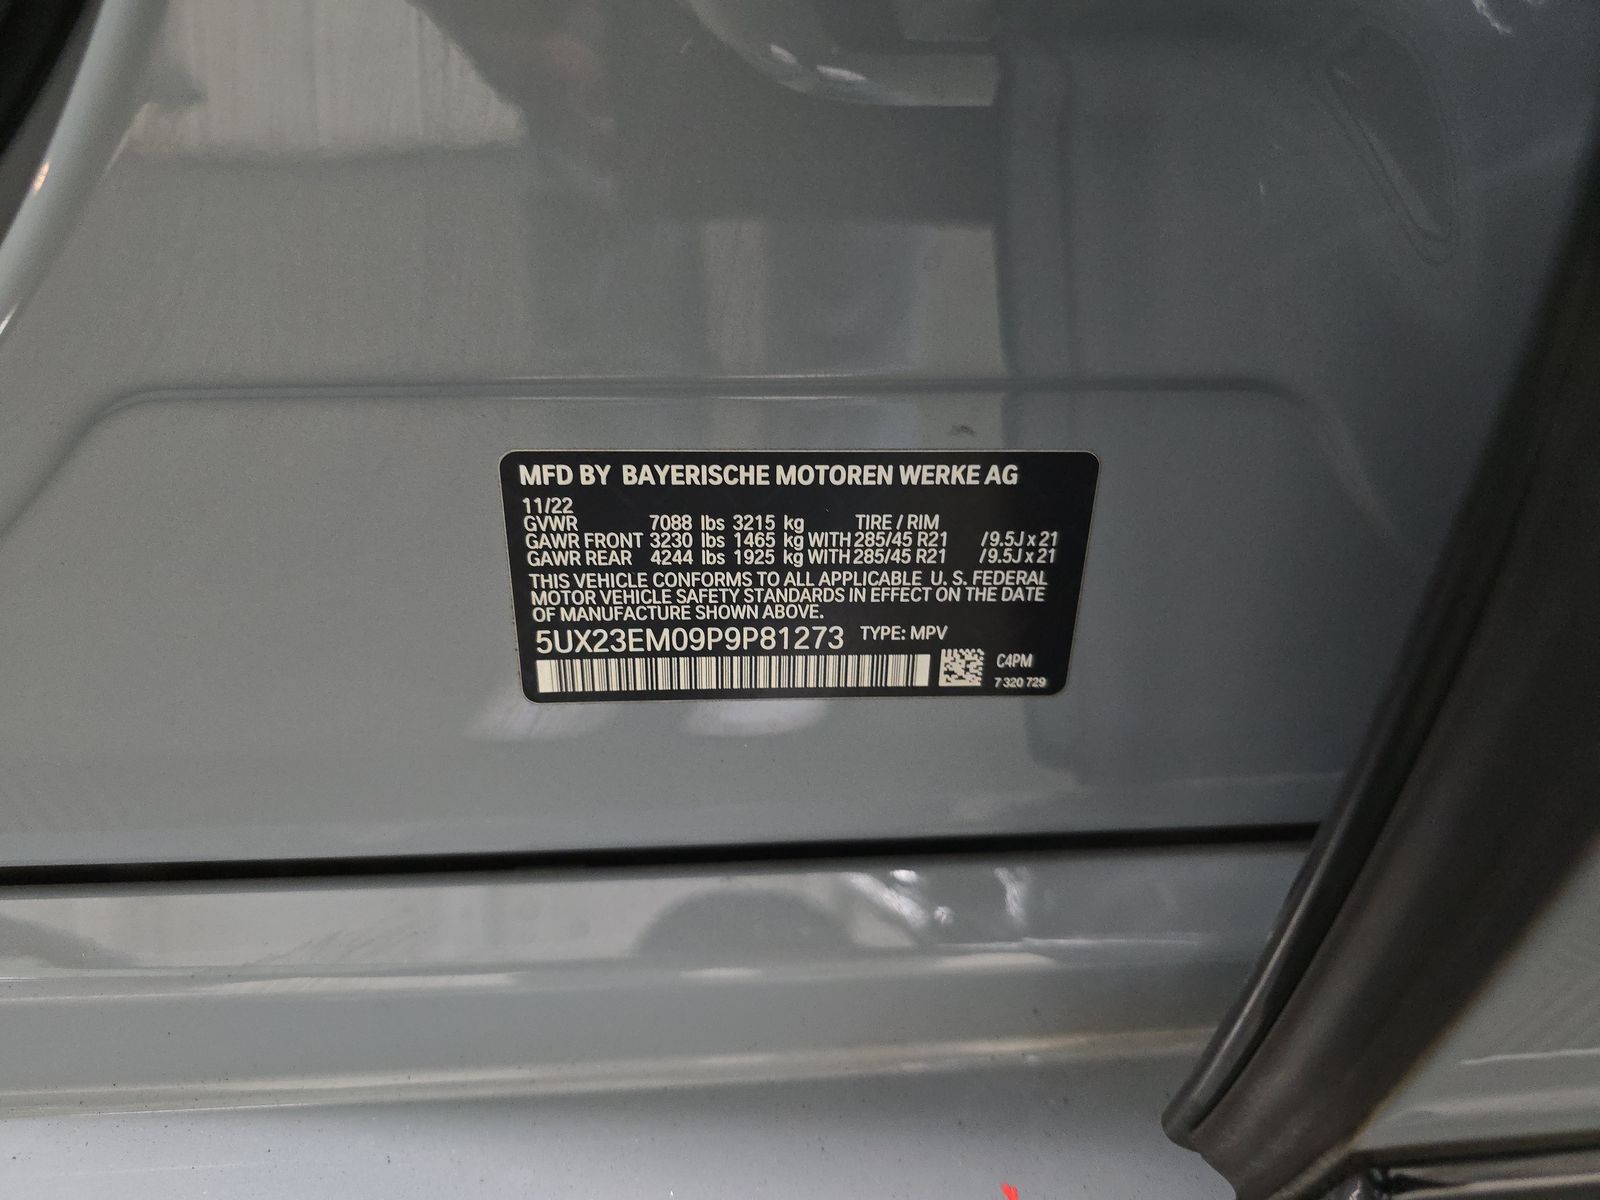 MFD BY BAYERISCHE MOTOREN WERKE AG
11/22
GVWR 7088 lbs 3215 kg TIRE / RIM
GAWR FRONT 3230 lbs 1465 kg WITH 285/45 R21 /9.5J x 21
GAWR REAR 4244 lbs 1925 kg WITH 285/45 R21 /9.5J x 21
THIS VEHICLE CONFORMS TO ALL APPLICABLE U. S. FEDERAL
MOTOR VEHICLE SAFETY STANDARDS IN EFFECT ON THE DATE
OF MANUFACTURE SHOWN ABOVE.
5UX23EM09P9P81273 TYPE: MPV
C4PM
7 320 729